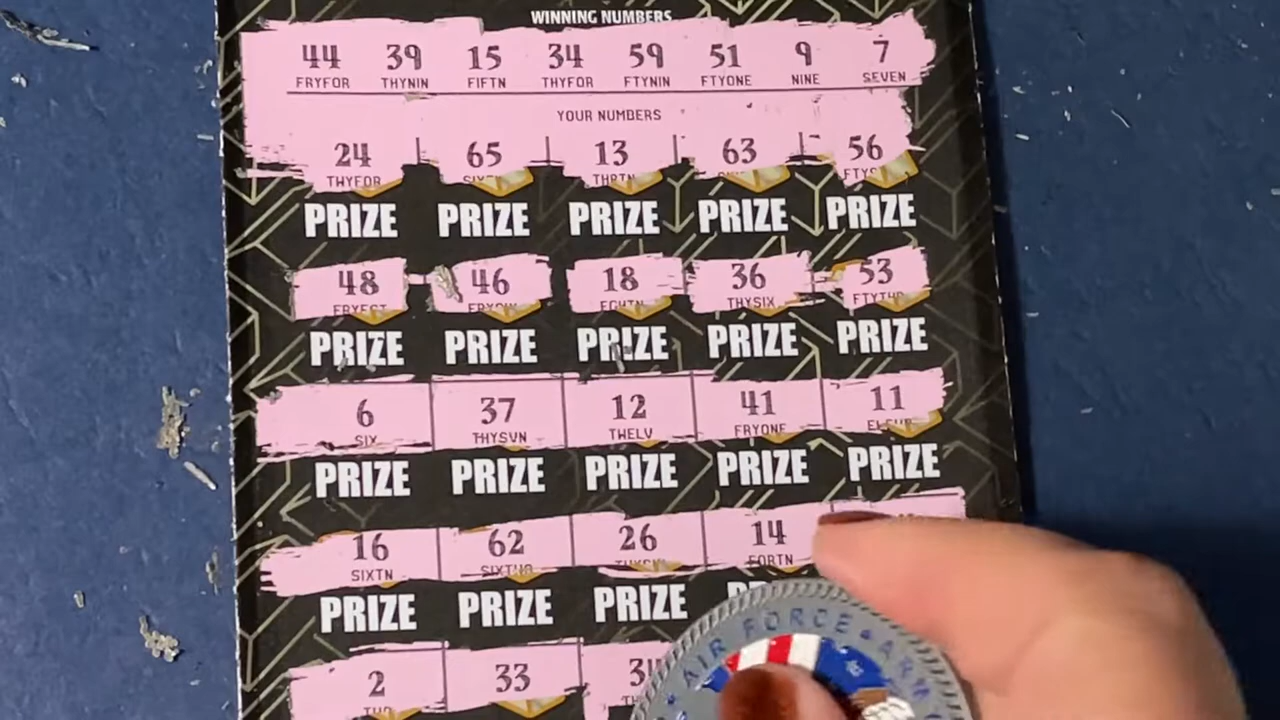 WINNING NUMBERS
44 39 15 34 59 51 9 7
FRYFOR THYNIN FIFTN THYFOR FTYNIN FTYONE NINE SEVEN
YOUR NUMBERS
24 65 13 63 56
THYFOR THRTN
PRIZE PRIZE PRIZE PRIZE PRIZE
48 46 18 36 53
THYSIX
PRIZE PRIZE PRIZE PRIZE PRIZE
6 37 12 41 11
SIX THYSVN THELV FRYONE
PRIZE PRIZE PRIZE PRIZE PRIZE
16 62 26 14
SIXTN FORTN
PRIZE PRIZE PRIZE
AIR FORCE
2 33